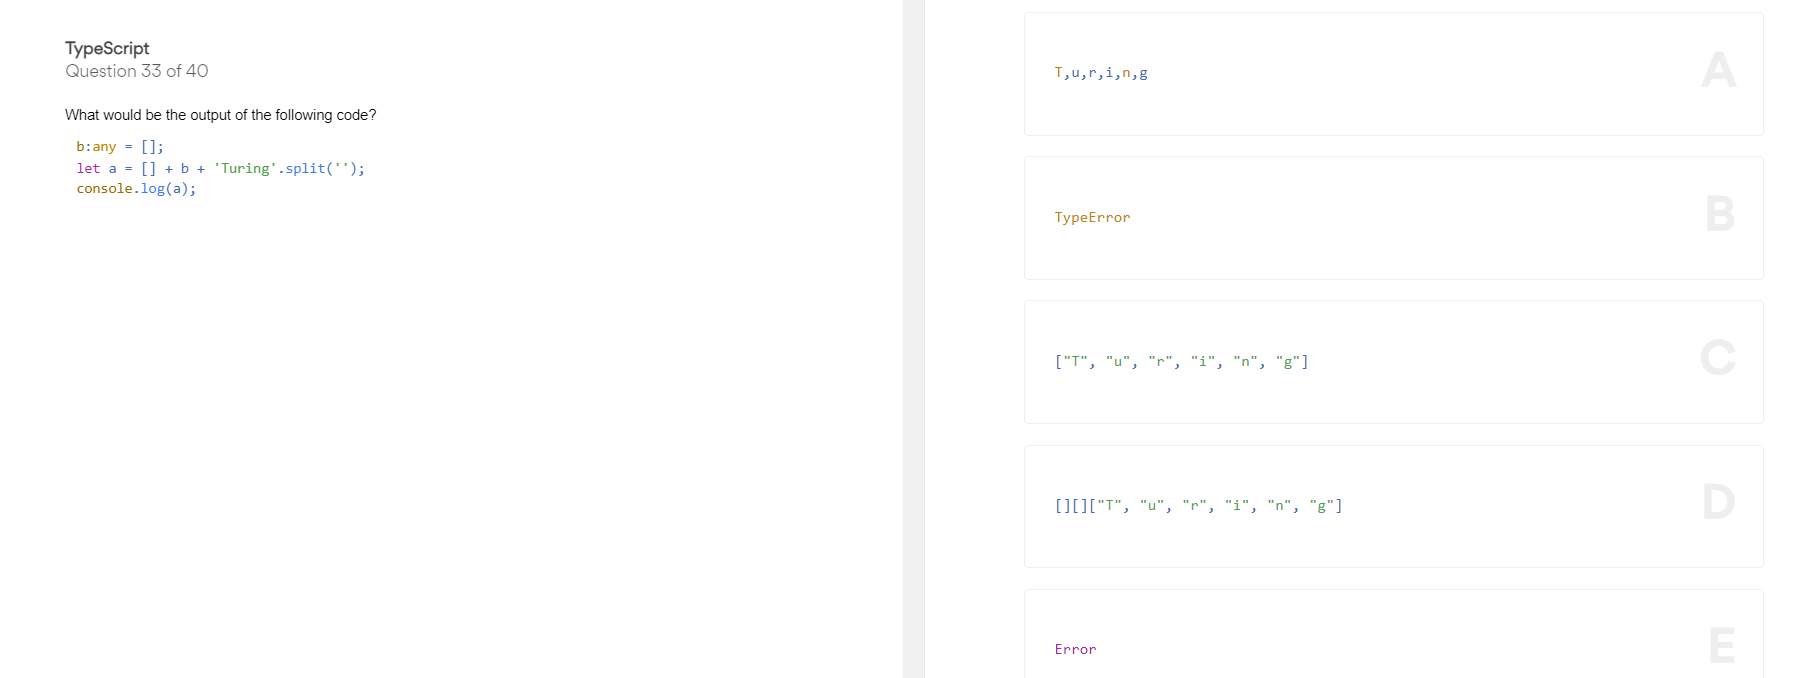 TypeScript
Question 33 of 40
What would be the output of the following code?
b:any = [];
let a = [] + b + 'Turing'.split('');
console.log(a);
T,u,r,i,n,g
A
TypeError
B
["T", "u", "r", "i", "n", "g"]
C
[][]["T", "u", "r", "i", "n", "g"]
D
Error
E